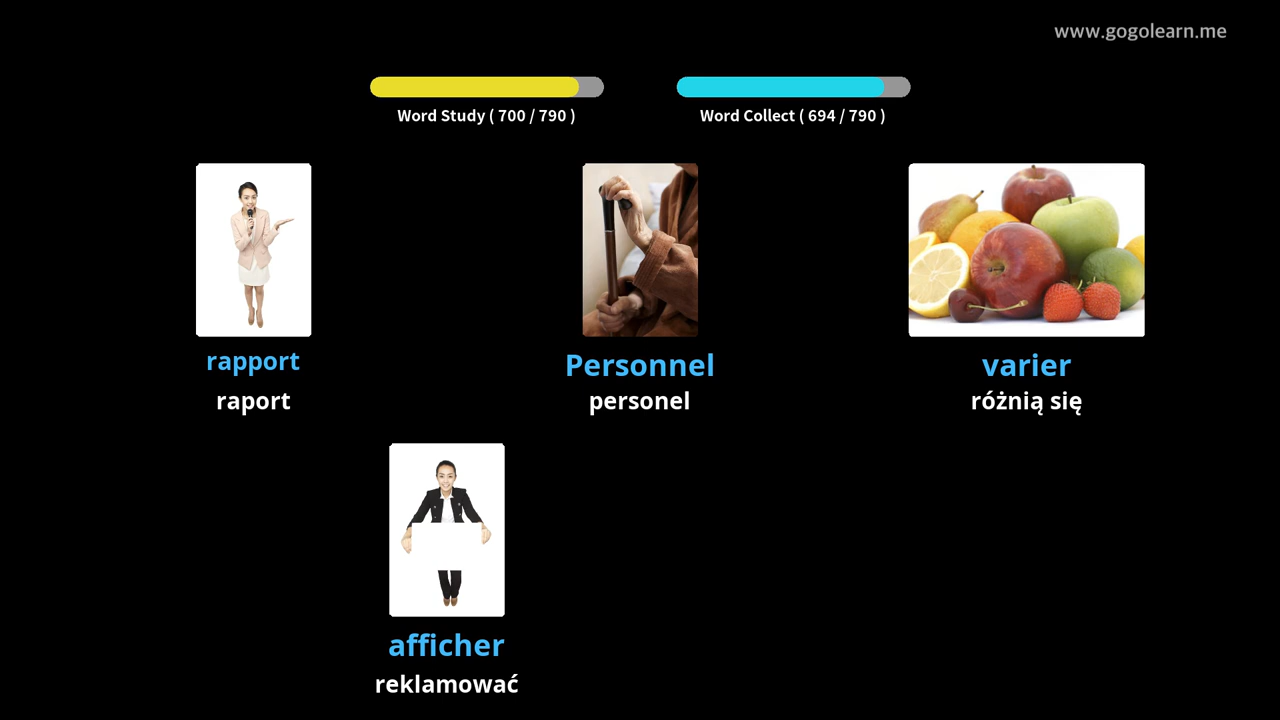 www.gogolearn.me
Word Study ( 700 / 790 )
Word Collect ( 694 / 790 )
rapport
raport
Personnel
personel
varier
różnią się
afficher
reklamować